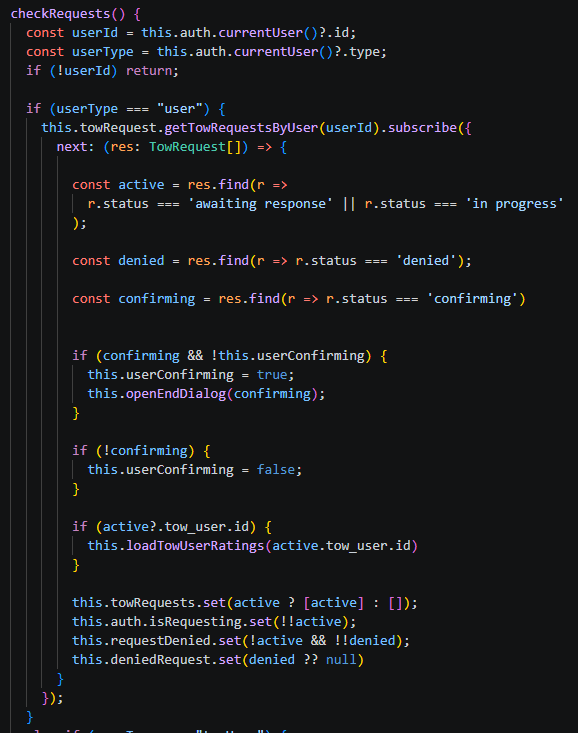 checkRequests() {
const userId = this.auth.currentUser()?.id;
const userType = this.auth.currentUser()?.type;
if (!userId) return;
if (userType === "user") {
this.towRequest.getTowRequestsByUser(userId).subscribe({
next: (res: TowRequest[]) => {
const active = res.find(r =>
r.status === 'awaiting response' || r.status === 'in progress'
);
const denied = res.find(r => r.status === 'denied');
const confirming = res.find(r => r.status === 'confirming')
if (confirming && !this.userConfirming) {
this.userConfirming = true;
this.openEndDialog(confirming);
}
if (!confirming) {
this.userConfirming = false;
}
if (active?.tow_user.id) {
this.loadTowUserRatings(active.tow_user.id)
}
this.towRequests.set(active ? [active] : []);
this.auth.isRequesting.set(!!active);
this.requestDenied.set(!active && !!denied);
this.deniedRequest.set(denied ?? null)
}
});
}